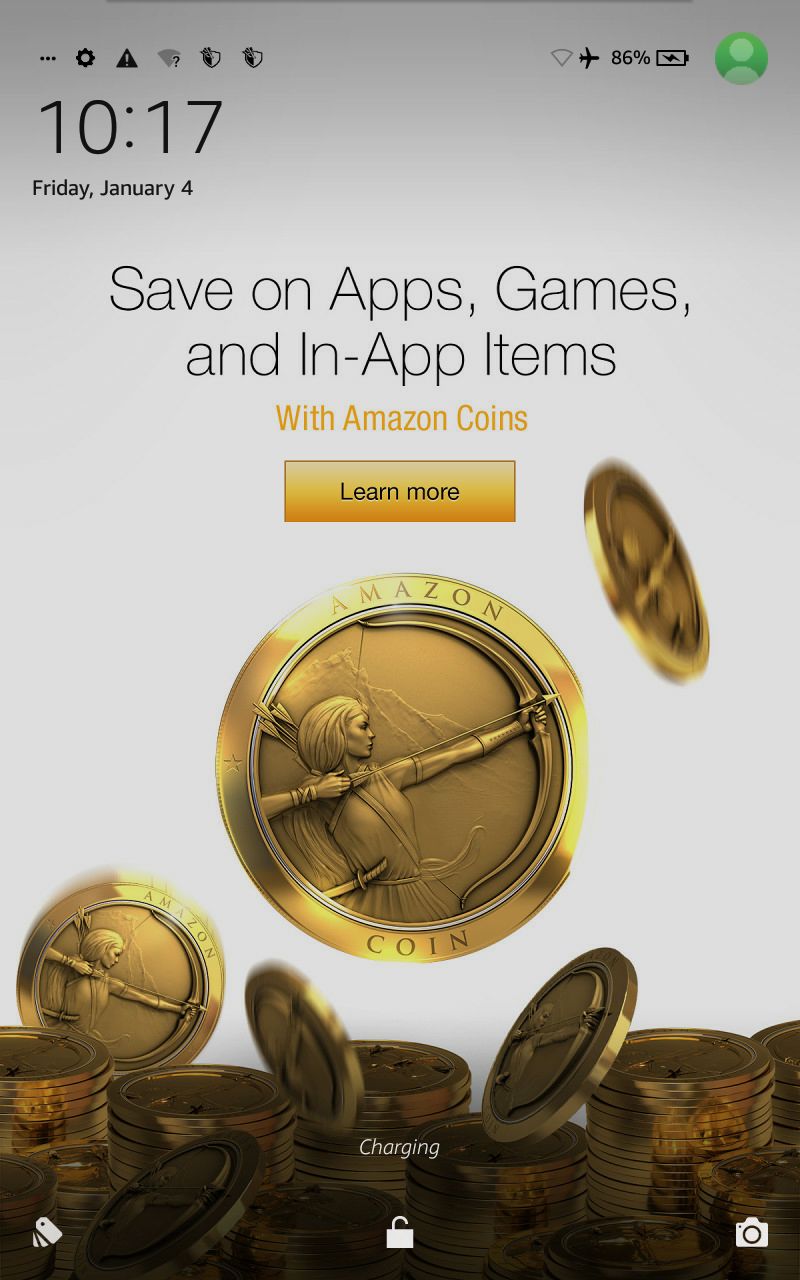 86%
10:17
Friday, January 4
Save on Apps, Games,
and In-App Items
With Amazon Coins
Learn more
AMAZON
COIN
AMAZON
Charging